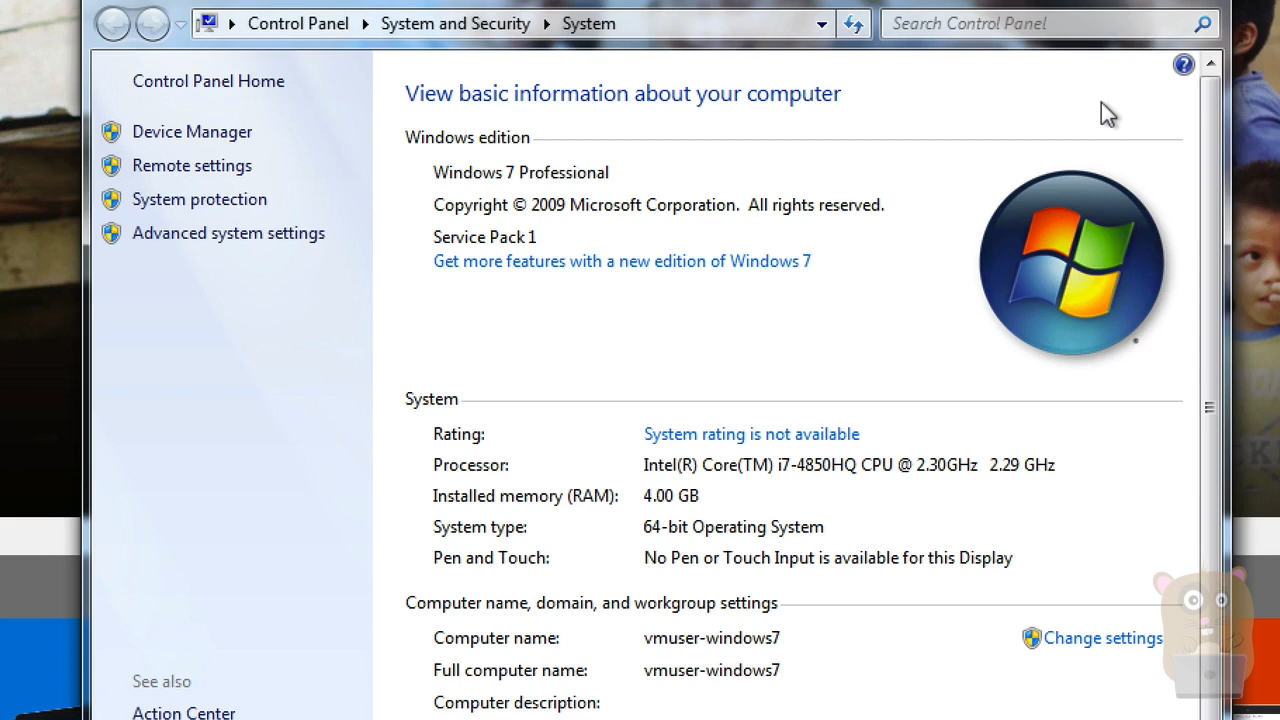 Control Panel System and Security System
Search Control Panel
Control Panel Home
Device Manager
Remote settings
System protection
Advanced system settings
See also
Action Center
View basic information about your computer
Windows edition
Windows 7 Professional
Copyright © 2009 Microsoft Corporation. All rights reserved.
Service Pack 1
Get more features with a new edition of Windows 7
System
Rating: System rating is not available
Processor: Intel(R) Core(TM) i7-4850HQ CPU @ 2.30GHz 2.29 GHz
Installed memory (RAM): 4.00 GB
System type: 64-bit Operating System
Pen and Touch: No Pen or Touch Input is available for this Display
Computer name, domain, and workgroup settings
Computer name: vmuser-windows7
Change settings
Full computer name: vmuser-windows7
Computer description: